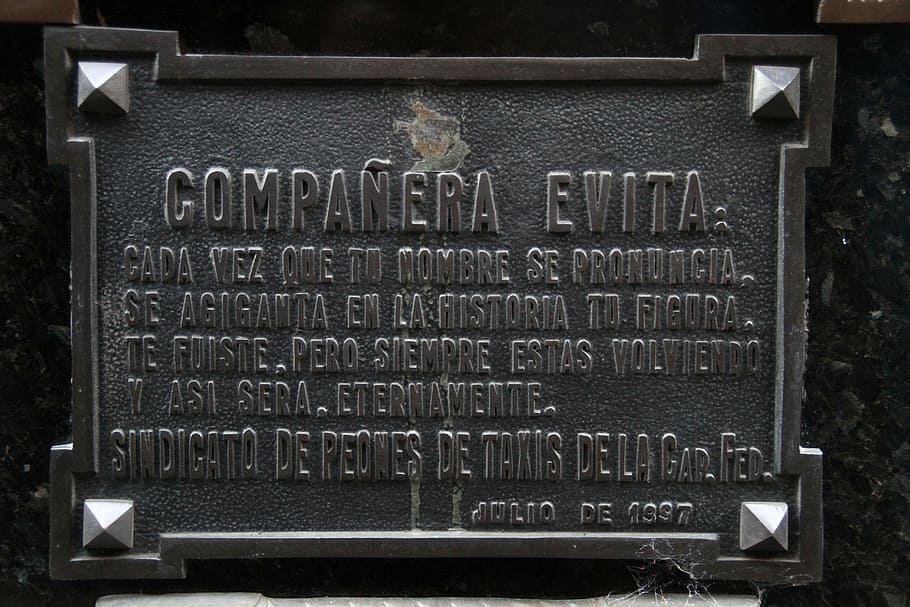 COMPAÑERA EVITA:
CADA VEZ QUE TU NOMBRE SE PRONUNCIA,
SE AGIGANTA EN LA HISTORIA TU FIGURA.
TE FUISTE, PERO SIEMPRE ESTAS VOLVIENDO
Y ASI SERA, ETERNAMENTE.
SINDICATO DE PEONES DE TAXIS DE LA CAP. FED.
JULIO DE 1997